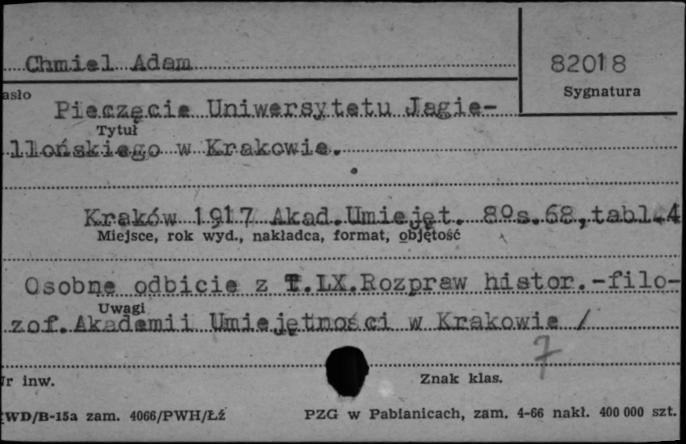 Chmiel Adam
82018
Sygnatura
asło
Pieczęcie Uniwersytetu Jagie-
Tytuł
llońskiego w Krakowie.
Kraków 1917 Akad.Umiejęt. 80s.68,tabl.4
Miejsce, rok wyd., nakładca, format, objętość
Osobne odbicie z T.LX.Rozpraw histor.-filo-
Uwagi
zof.Akademii Umiejętności w Krakowie /
7
Nr inw.
Znak klas.
WD/B-15a zam. 4066/PWH/Łź
PZG w Pabianicach, zam. 4-66 nakł. 400 000 szt.